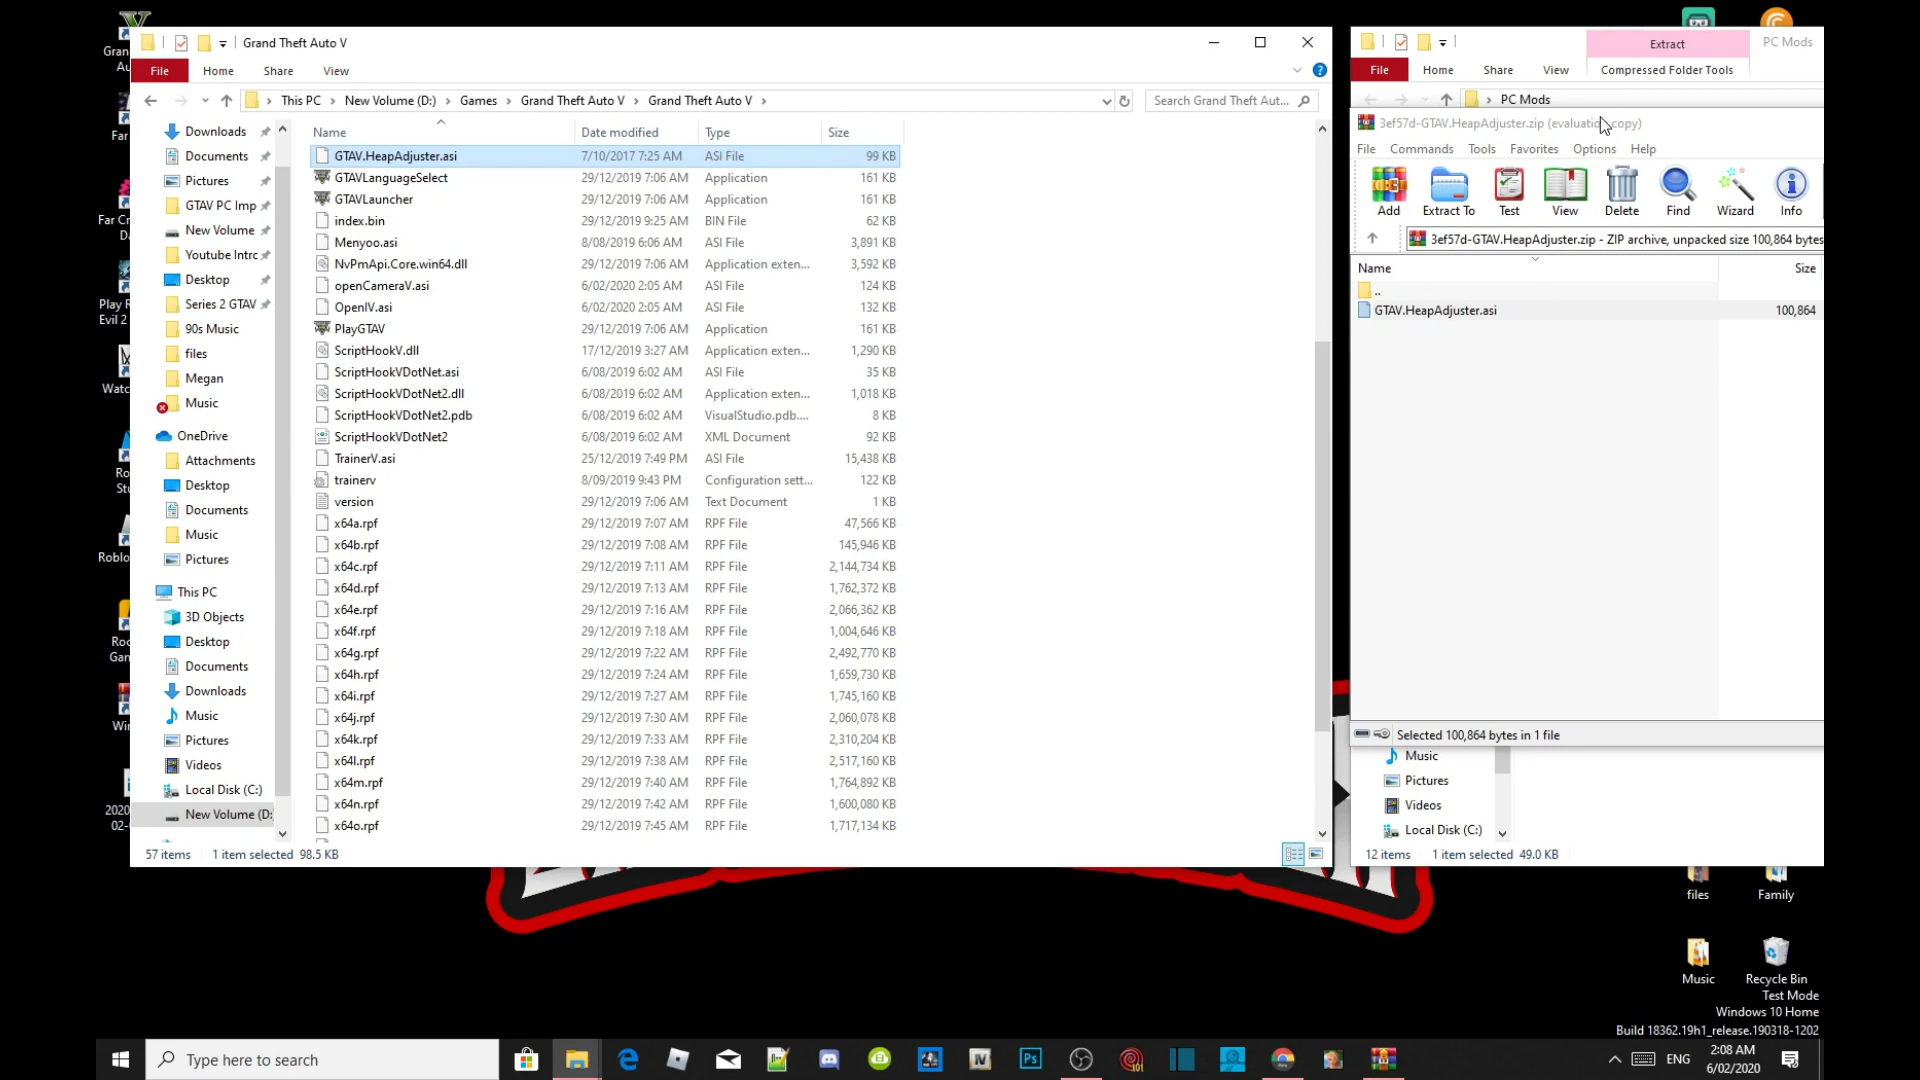 Grand Theft Auto V
File
Home
Share
View
This PC
New Volume (D:)
Games
Grand Theft Auto V
Grand Theft Auto V
Search Grand Theft Aut...
Downloads
Documents
Pictures
GTAV PC Imp
New Volume
Youtube Intrc
Desktop
Series 2 GTAV
90s Music
files
Megan
Music
OneDrive
Attachments
Desktop
Documents
Music
Pictures
This PC
3D Objects
Desktop
Documents
Downloads
Music
Pictures
Videos
Local Disk (C:)
New Volume (D:
Name Date modified Type Size
GTAV.HeapAdjuster.asi 7/10/2017 7:25 AM ASI File 99 KB
GTAVLanguageSelect 29/12/2019 7:06 AM Application 161 KB
GTAVLauncher 29/12/2019 7:06 AM Application 161 KB
index.bin 29/12/2019 9:25 AM BIN File 62 KB
Menyoo.asi 8/08/2019 6:06 AM ASI File 3,891 KB
NvPmApi.Core.win64.dll 29/12/2019 7:06 AM Application exten... 3,592 KB
openCameraV.asi 6/02/2020 2:05 AM ASI File 124 KB
OpenIV.asi 6/02/2020 2:05 AM ASI File 132 KB
PlayGTAV 29/12/2019 7:06 AM Application 161 KB
ScriptHookV.dll 17/12/2019 3:27 AM Application exten... 1,290 KB
ScriptHookVDotNet.asi 6/08/2019 6:02 AM ASI File 35 KB
ScriptHookVDotNet2.dll 6/08/2019 6:02 AM Application exten... 1,018 KB
ScriptHookVDotNet2.pdb 6/08/2019 6:02 AM VisualStudio.pdb.... 8 KB
ScriptHookVDotNet2 6/08/2019 6:02 AM XML Document 92 KB
TrainerV.asi 25/12/2019 7:49 PM ASI File 15,438 KB
trainerv 8/09/2019 9:43 PM Configuration sett... 122 KB
version 29/12/2019 7:06 AM Text Document 1 KB
x64a.rpf 29/12/2019 7:07 AM RPF File 47,566 KB
x64b.rpf 29/12/2019 7:08 AM RPF File 145,946 KB
x64c.rpf 29/12/2019 7:11 AM RPF File 2,144,734 KB
x64d.rpf 29/12/2019 7:13 AM RPF File 1,762,372 KB
x64e.rpf 29/12/2019 7:16 AM RPF File 2,066,362 KB
x64f.rpf 29/12/2019 7:18 AM RPF File 1,004,646 KB
x64g.rpf 29/12/2019 7:22 AM RPF File 2,492,770 KB
x64h.rpf 29/12/2019 7:24 AM RPF File 1,659,730 KB
x64i.rpf 29/12/2019 7:27 AM RPF File 1,745,160 KB
x64j.rpf 29/12/2019 7:30 AM RPF File 2,060,078 KB
x64k.rpf 29/12/2019 7:33 AM RPF File 2,310,204 KB
x64l.rpf 29/12/2019 7:38 AM RPF File 2,517,160 KB
x64m.rpf 29/12/2019 7:40 AM RPF File 1,764,892 KB
x64n.rpf 29/12/2019 7:42 AM RPF File 1,600,080 KB
x64o.rpf 29/12/2019 7:45 AM RPF File 1,717,134 KB
57 items 1 item selected 98.5 KB
Extract
PC Mods
File
Home
Share
View
Compressed Folder Tools
PC Mods
3ef57d-GTAV.HeapAdjuster.zip (evaluation copy)
File Commands Tools Favorites Options Help
Add Extract To Test View Delete Find Wizard Info
3ef57d-GTAV.HeapAdjuster.zip - ZIP archive, unpacked size 100,864 bytes
Name Size
..
GTAV.HeapAdjuster.asi 100,864
Selected 100,864 bytes in 1 file
Music
Pictures
Videos
Local Disk (C:)
12 items 1 item selected 49.0 KB
files
Family
Music
Recycle Bin
Test Mode
Windows 10 Home
Build 18362.19h1_release.190318-1202
Type here to search
ENG
2:08 AM
6/02/2020